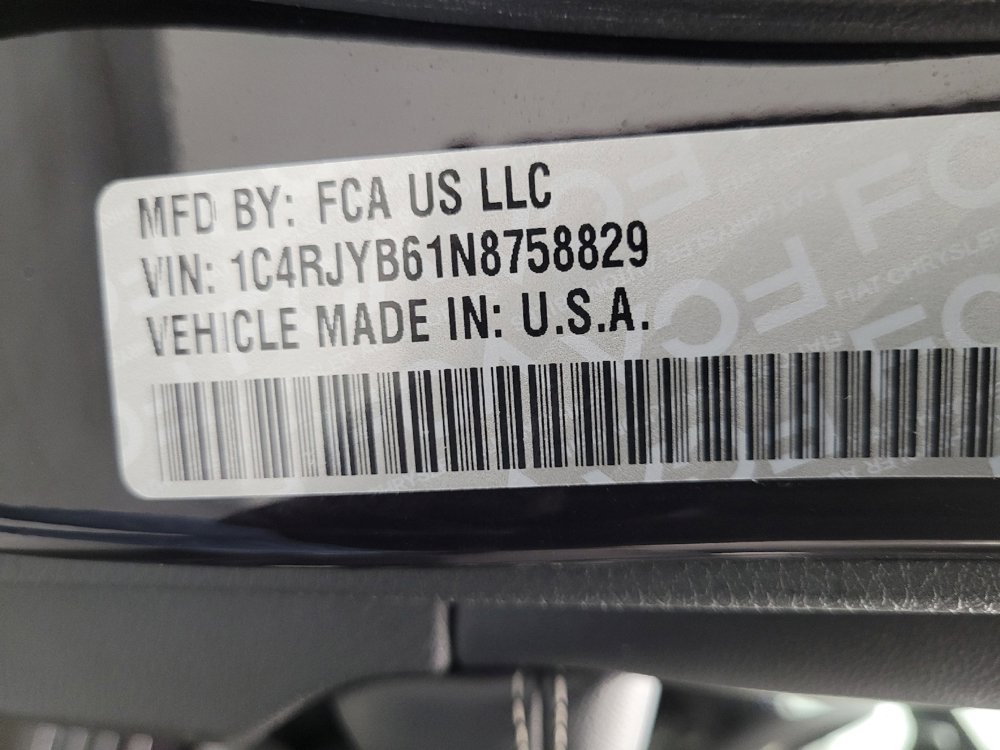 MFD BY: FCA US LLC
VIN: 1C4RJYB61N8758829
VEHICLE MADE IN: U.S.A.